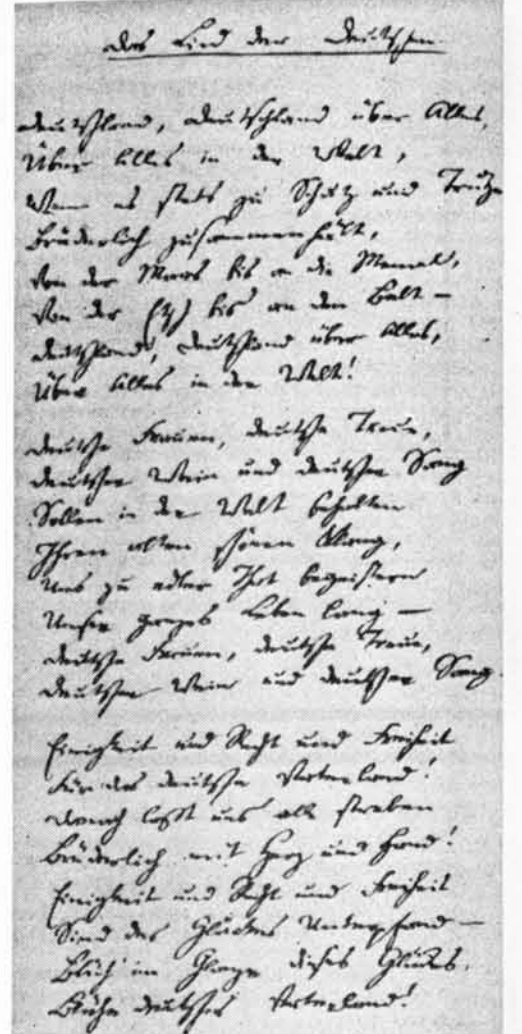 Das Lied der Deutschen
Deutschland, Deutschland über Alles,
Über Alles in der Welt,
Wenn es stets zu Schutz und Trutze
Brüderlich zusammenhält,
Von der Maas bis an die Memel,
Von der Etsch bis an den Belt –
Deutschland, Deutschland über Alles,
Über Alles in der Welt!
Deutsche Frauen, deutsche Treue,
Deutscher Wein und deutscher Sang
Sollen in der Welt behalten
Ihren alten schönen Klang,
Uns zu edler That begeistern
Unser ganzes Leben lang –
Deutsche Frauen, deutsche Treue,
Deutscher Wein und deutscher Sang.
Einigkeit und Recht und Freiheit
Für das deutsche Vaterland!
Danach laßt uns alle streben
Brüderlich mit Herz und Hand!
Einigkeit und Recht und Freiheit
Sind des Glückes Unterpfand –
Blüh' im Glanze dieses Glückes,
Blühe deutsches Vaterland!